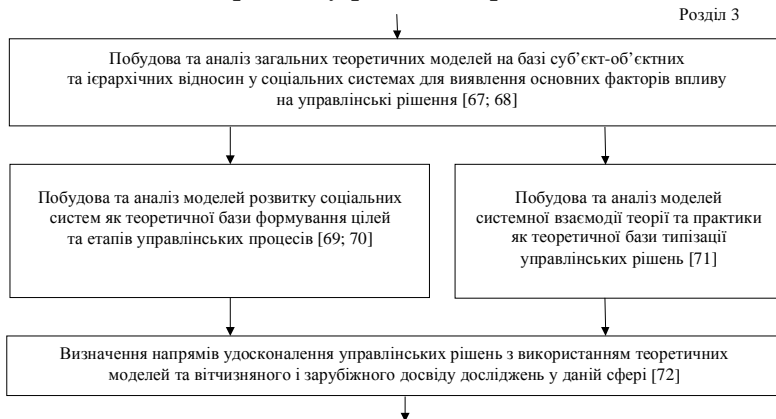 Розділ 3
Побудова та аналіз загальних теоретичних моделей на базі суб’єкт-об’єктних
та ієрархічних відносин у соціальних системах для виявлення основних факторів впливу
на управлінські рішення [67; 68]
Побудова та аналіз моделей розвитку соціальних
систем як теоретичної бази формування цілей
та етапів управлінських процесів [69; 70]
Побудова та аналіз моделей
системної взаємодії теорії та практики
як теоретичної бази типізації
управлінських рішень [71]
Визначення напрямів удосконалення управлінських рішень з використанням теоретичних
моделей та вітчизняного і зарубіжного досвіду досліджень у даній сфері [72]